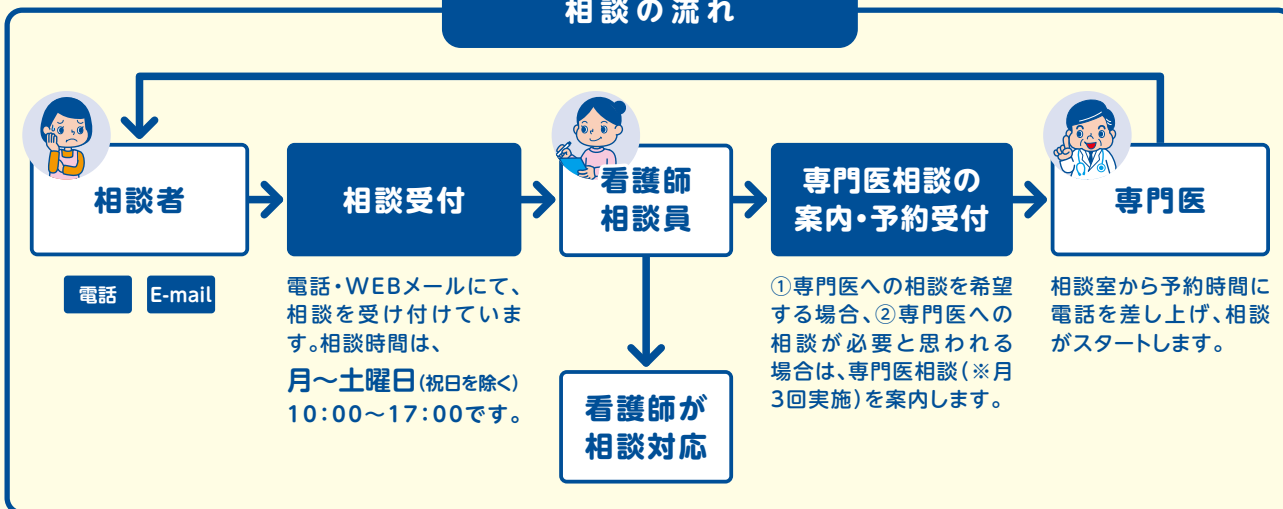 相談の流れ
相談者
電話
E-mail
相談受付
電話・WEBメールにて、
相談を受け付けていま
す。相談時間は、
月～土曜日(祝日を除く)
10:00～17:00です。
看護師
相談員
看護師が
相談対応
専門医相談の
案内・予約受付
①専門医への相談を希望
する場合、②専門医への
相談が必要と思われる
場合は、専門医相談(※月
3回実施)を案内します。
専門医
相談室から予約時間に
電話を差し上げ、相談
がスタートします。